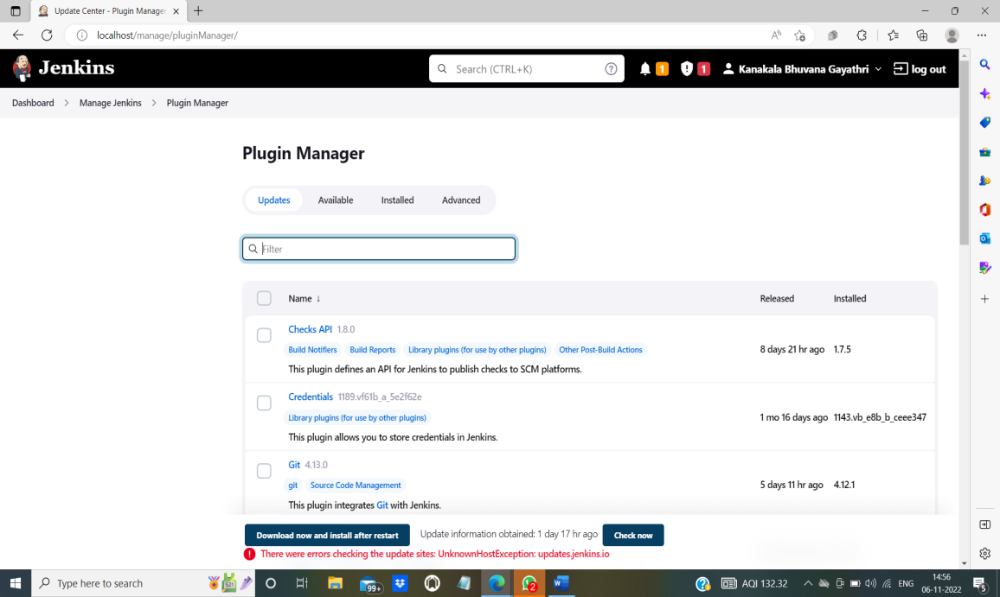 Update Center - Plugin Manager
localhost/manage/pluginManager/
Jenkins
Search (CTRL+K)
1
1
Kanakala Bhuvana Gayathri
log out
Dashboard > Manage Jenkins > Plugin Manager
Plugin Manager
Updates Available Installed Advanced
Filter
Name ↓ Released Installed
Checks API 1.8.0
Build Notifiers Build Reports Library plugins (for use by other plugins) Other Post-Build Actions
8 days 21 hr ago 1.7.5
This plugin defines an API for Jenkins to publish checks to SCM platforms.
Credentials 1189.vf61b_a_5e2f62e
Library plugins (for use by other plugins)
1 mo 16 days ago 1143.vb_e8b_b_ceee347
This plugin allows you to store credentials in Jenkins.
Git 4.13.0
git Source Code Management
5 days 11 hr ago 4.12.1
This plugin integrates Git with Jenkins.
Download now and install after restart Update information obtained: 1 day 17 hr ago Check now
There were errors checking the update sites: UnknownHostException: updates.jenkins.io
Type here to search
99+
2
AQI 132.32
ENG
14:56
06-11-2022
5